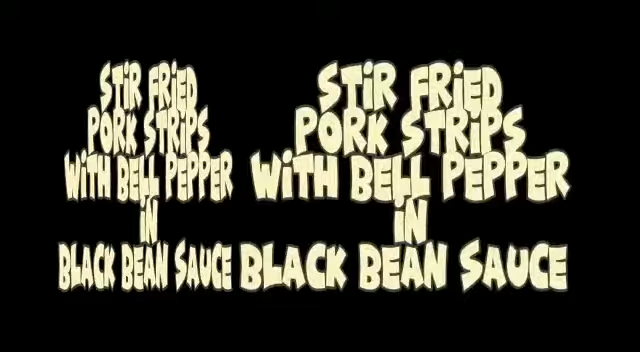 STIR FRIED
PORK STRIPS
WITH BELL PEPPER
IN
BLACK BEAN SAUCE
STIR FRIED
PORK STRIPS
WITH BELL PEPPER
IN
BLACK BEAN SAUCE